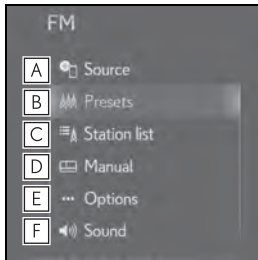 FM
A Source
B Presets
C Station list
D Manual
E Options
F Sound